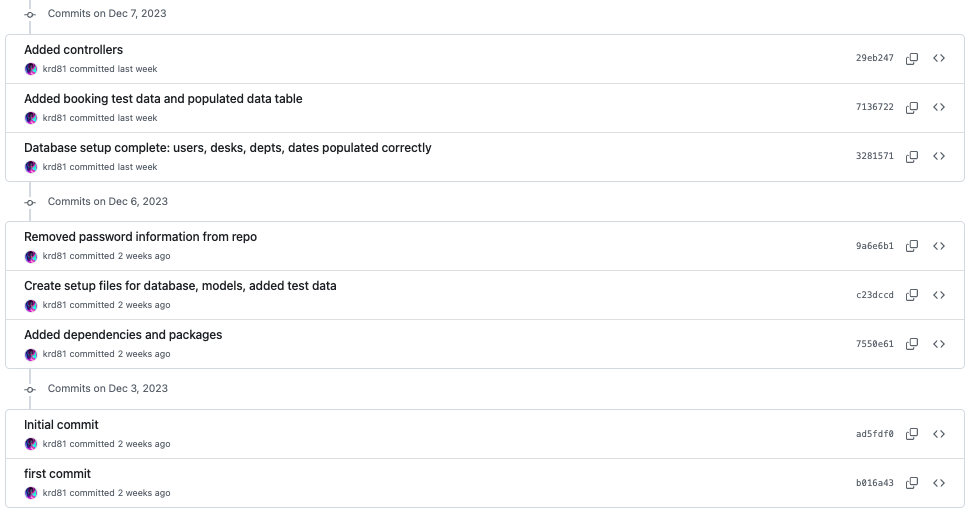 Commits on Dec 7, 2023
Added controllers
krd81 committed last week
29eb247
Added booking test data and populated data table
krd81 committed last week
7136722
Database setup complete: users, desks, depts, dates populated correctly
krd81 committed last week
3281571
Commits on Dec 6, 2023
Removed password information from repo
krd81 committed 2 weeks ago
9a6e6b1
Create setup files for database, models, added test data
krd81 committed 2 weeks ago
c23dccd
Added dependencies and packages
krd81 committed 2 weeks ago
7550e61
Commits on Dec 3, 2023
Initial commit
krd81 committed 2 weeks ago
ad5fdf0
first commit
krd81 committed 2 weeks ago
b016a43